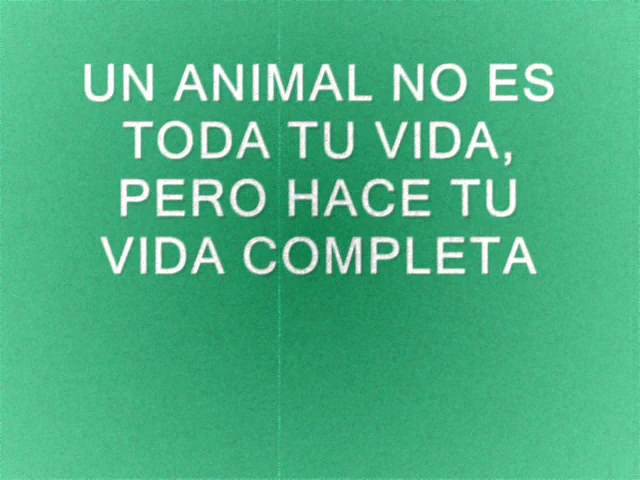 UN ANIMAL NO ES
TODA TU VIDA,
PERO HACE TU
VIDA COMPLETA